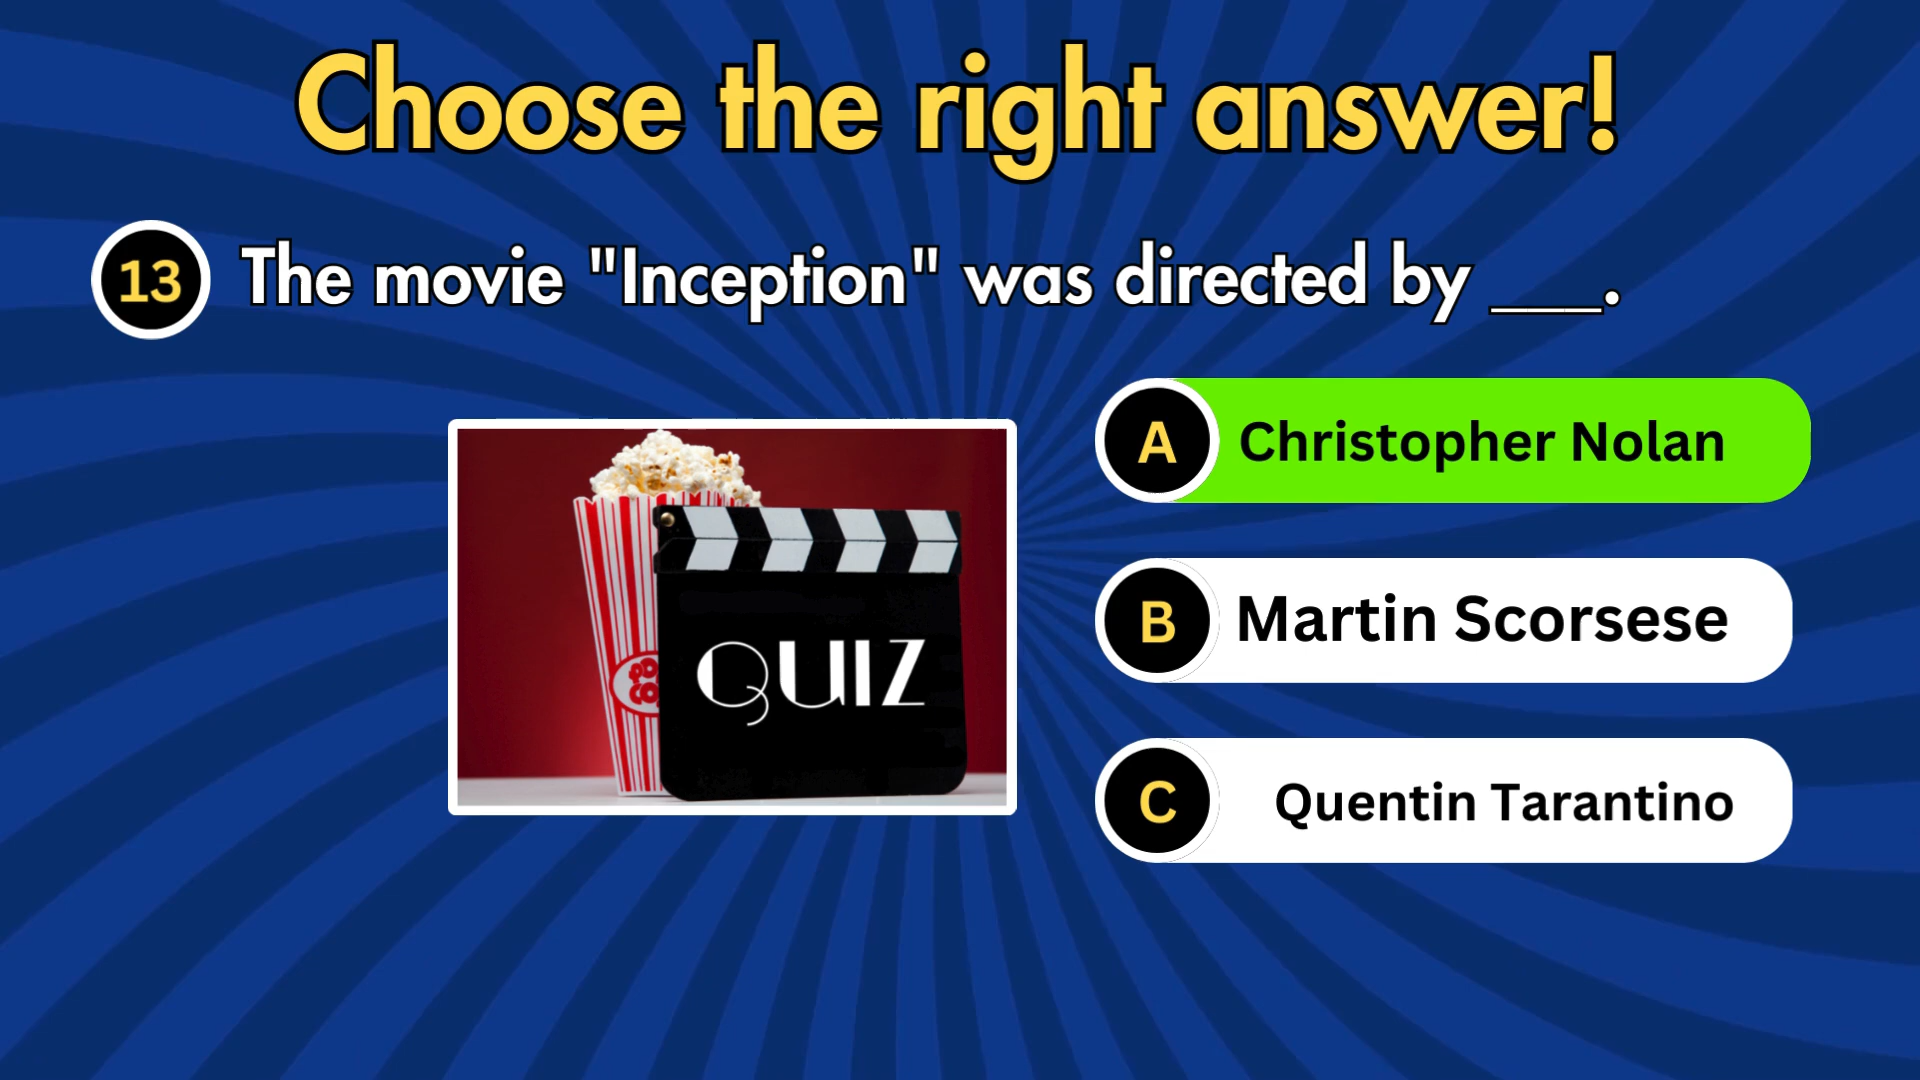 Choose the right answer!
13
The movie "Inception" was directed by ___.
A Christopher Nolan
QUIZ
B Martin Scorsese
C Quentin Tarantino